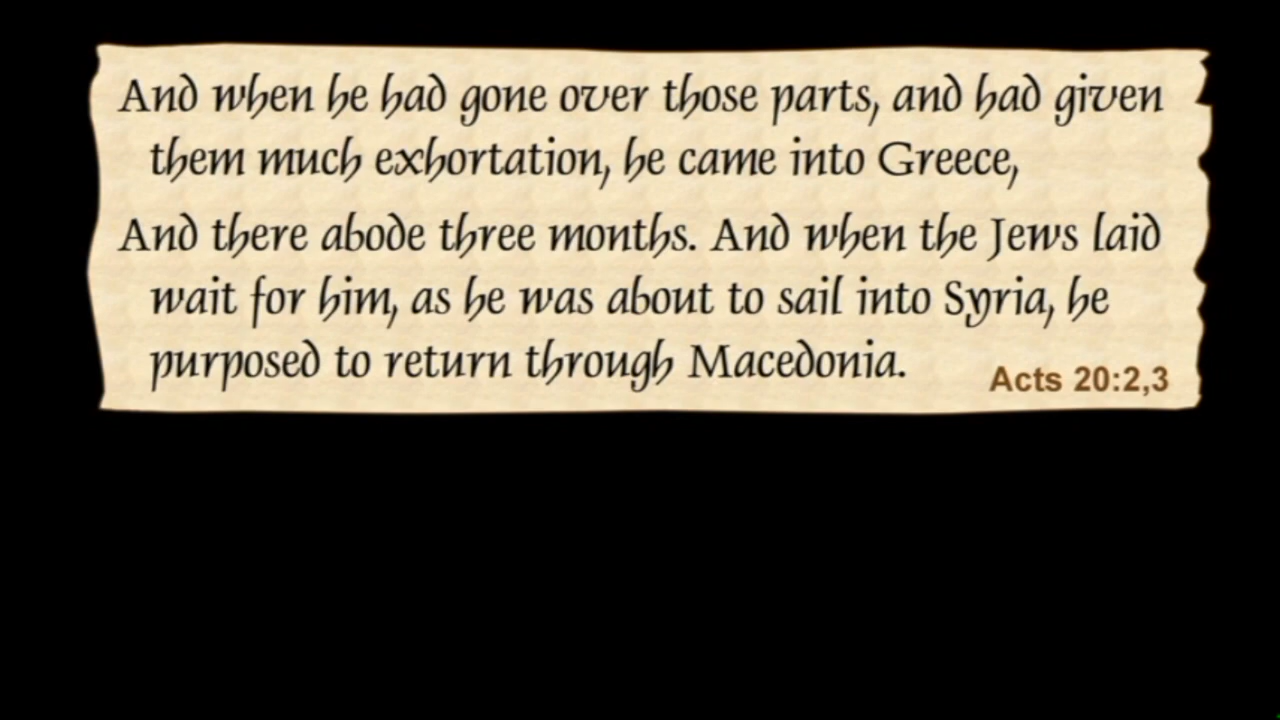 And when he had gone over those parts, and had given
them much exhortation, he came into Greece,
And there abode three months. And when the Jews laid
wait for him, as he was about to sail into Syria, he
purposed to return through Macedonia.
Acts 20:2,3